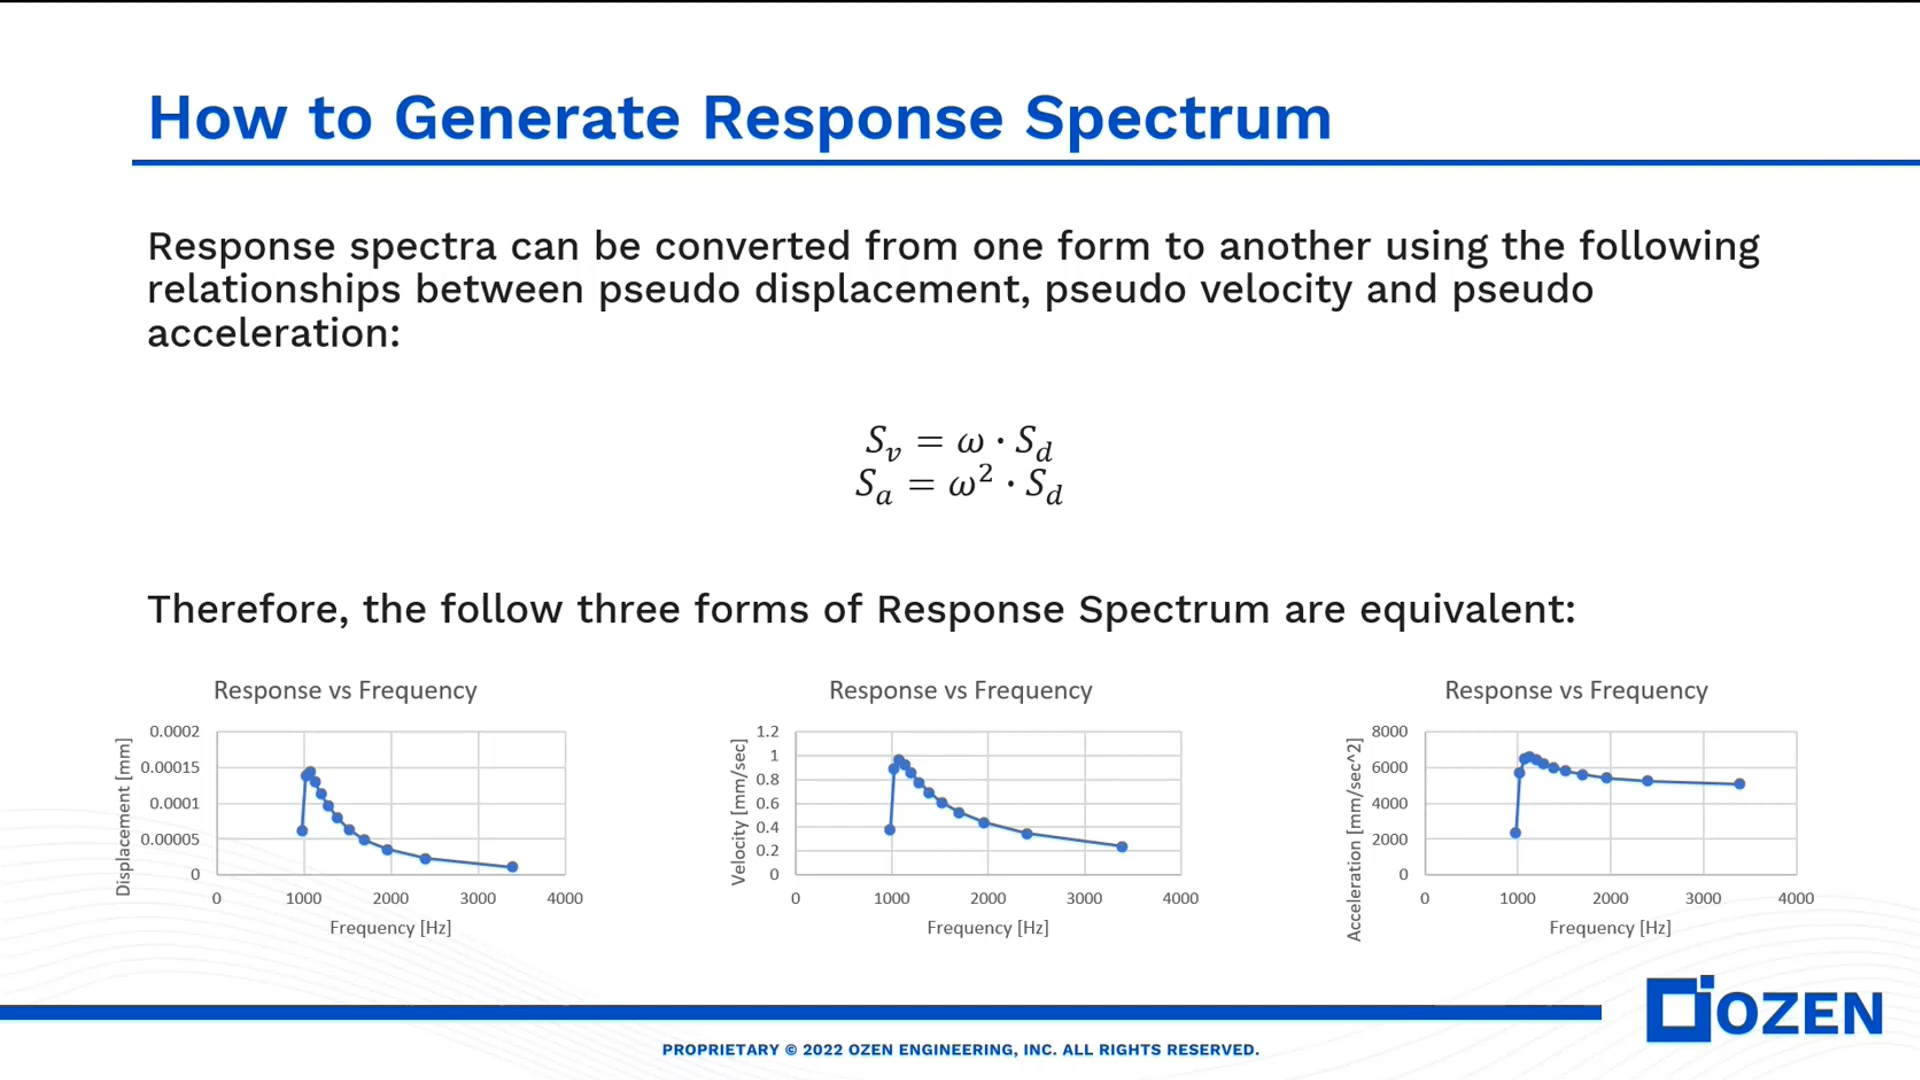 How to Generate Response Spectrum
Response spectra can be converted from one form to another using the following
relationships between pseudo displacement, pseudo velocity and pseudo
acceleration:
S_v = ω · S_d
S_a = ω² · S_d
Therefore, the follow three forms of Response Spectrum are equivalent:
Response vs Frequency
Displacement [mm]
0.0002
0.00015
0.0001
0.00005
0
0 1000 2000 3000 4000
Frequency [Hz]
Response vs Frequency
Velocity [mm/sec]
1.2
1
0.8
0.6
0.4
0.2
0
0 1000 2000 3000 4000
Frequency [Hz]
Response vs Frequency
Acceleration [mm/sec^2]
8000
6000
4000
2000
0
0 1000 2000 3000 4000
Frequency [Hz]
OZEN
PROPRIETARY © 2022 OZEN ENGINEERING, INC. ALL RIGHTS RESERVED.